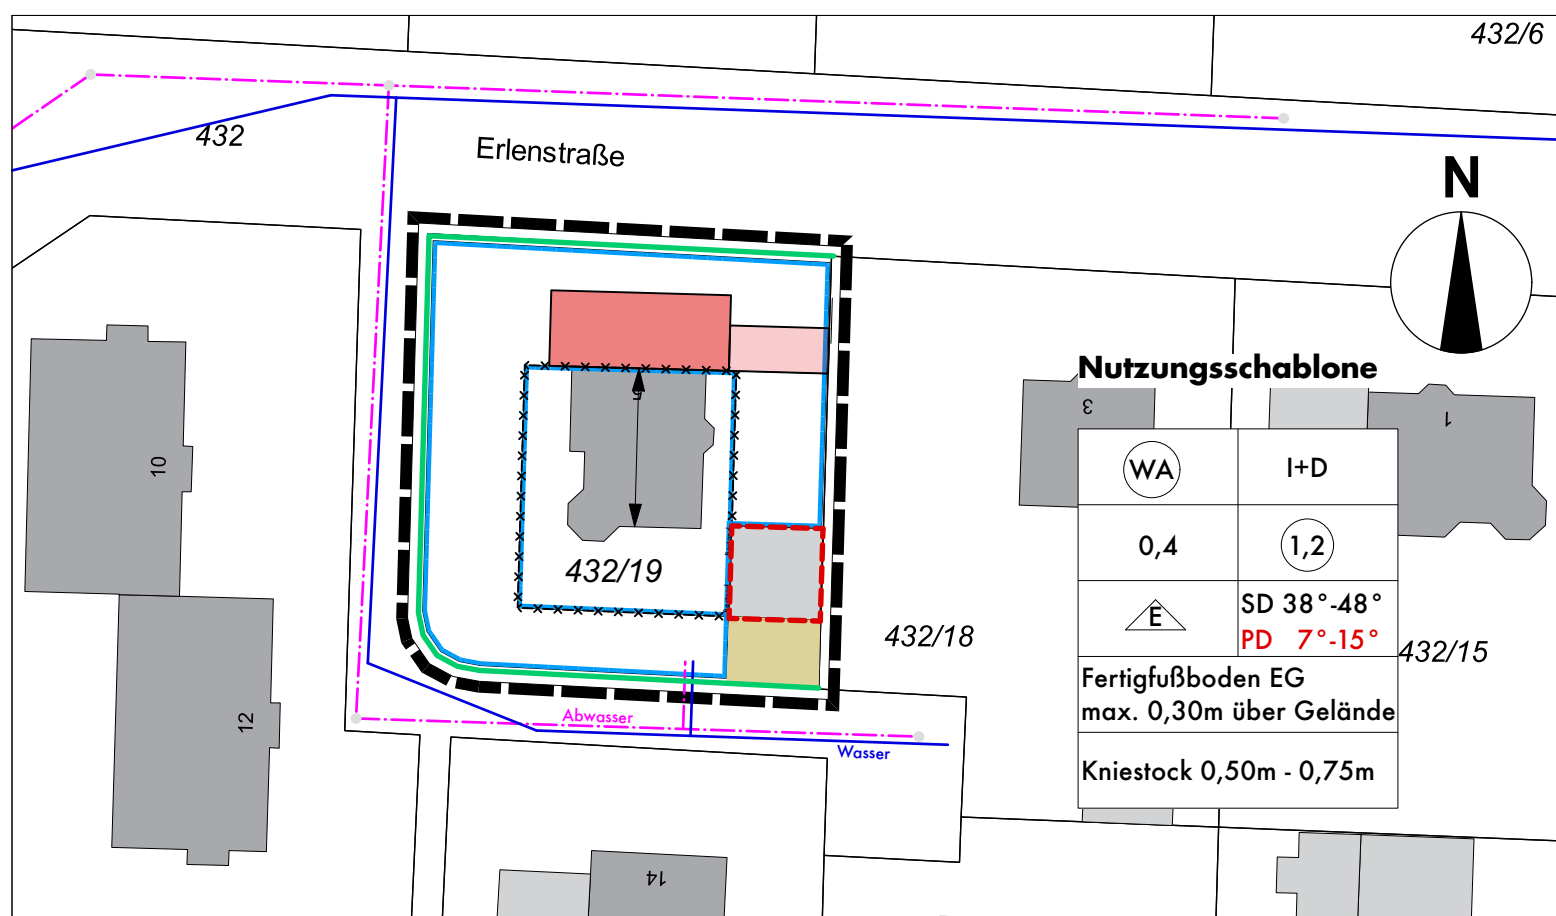 432/6
432
Erlenstraße
N
Nutzungsschablone
3
1
5
10
WA
I+D
0,4
1,2
E
SD 38°-48°
PD 7°-15°
432/19
432/18
432/15
Fertigfußboden EG
max. 0,30m über Gelände
Kniestock 0,50m - 0,75m
12
Abwasser
Wasser
14